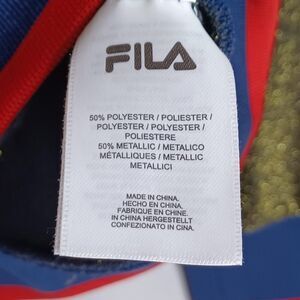 FILA
50% POLYESTER / POLIESTER /
POLYESTER / POLYESTER /
POLIESTERE
50% METALLIC / METALICO
MÉTALLIQUES / METALLIC
METALLICI
MADE IN CHINA.
HECHO EN CHINA.
FABRIQUE EN CHINE.
IN CHINA HERGESTELLT
CONFEZIONATO IN CINA.